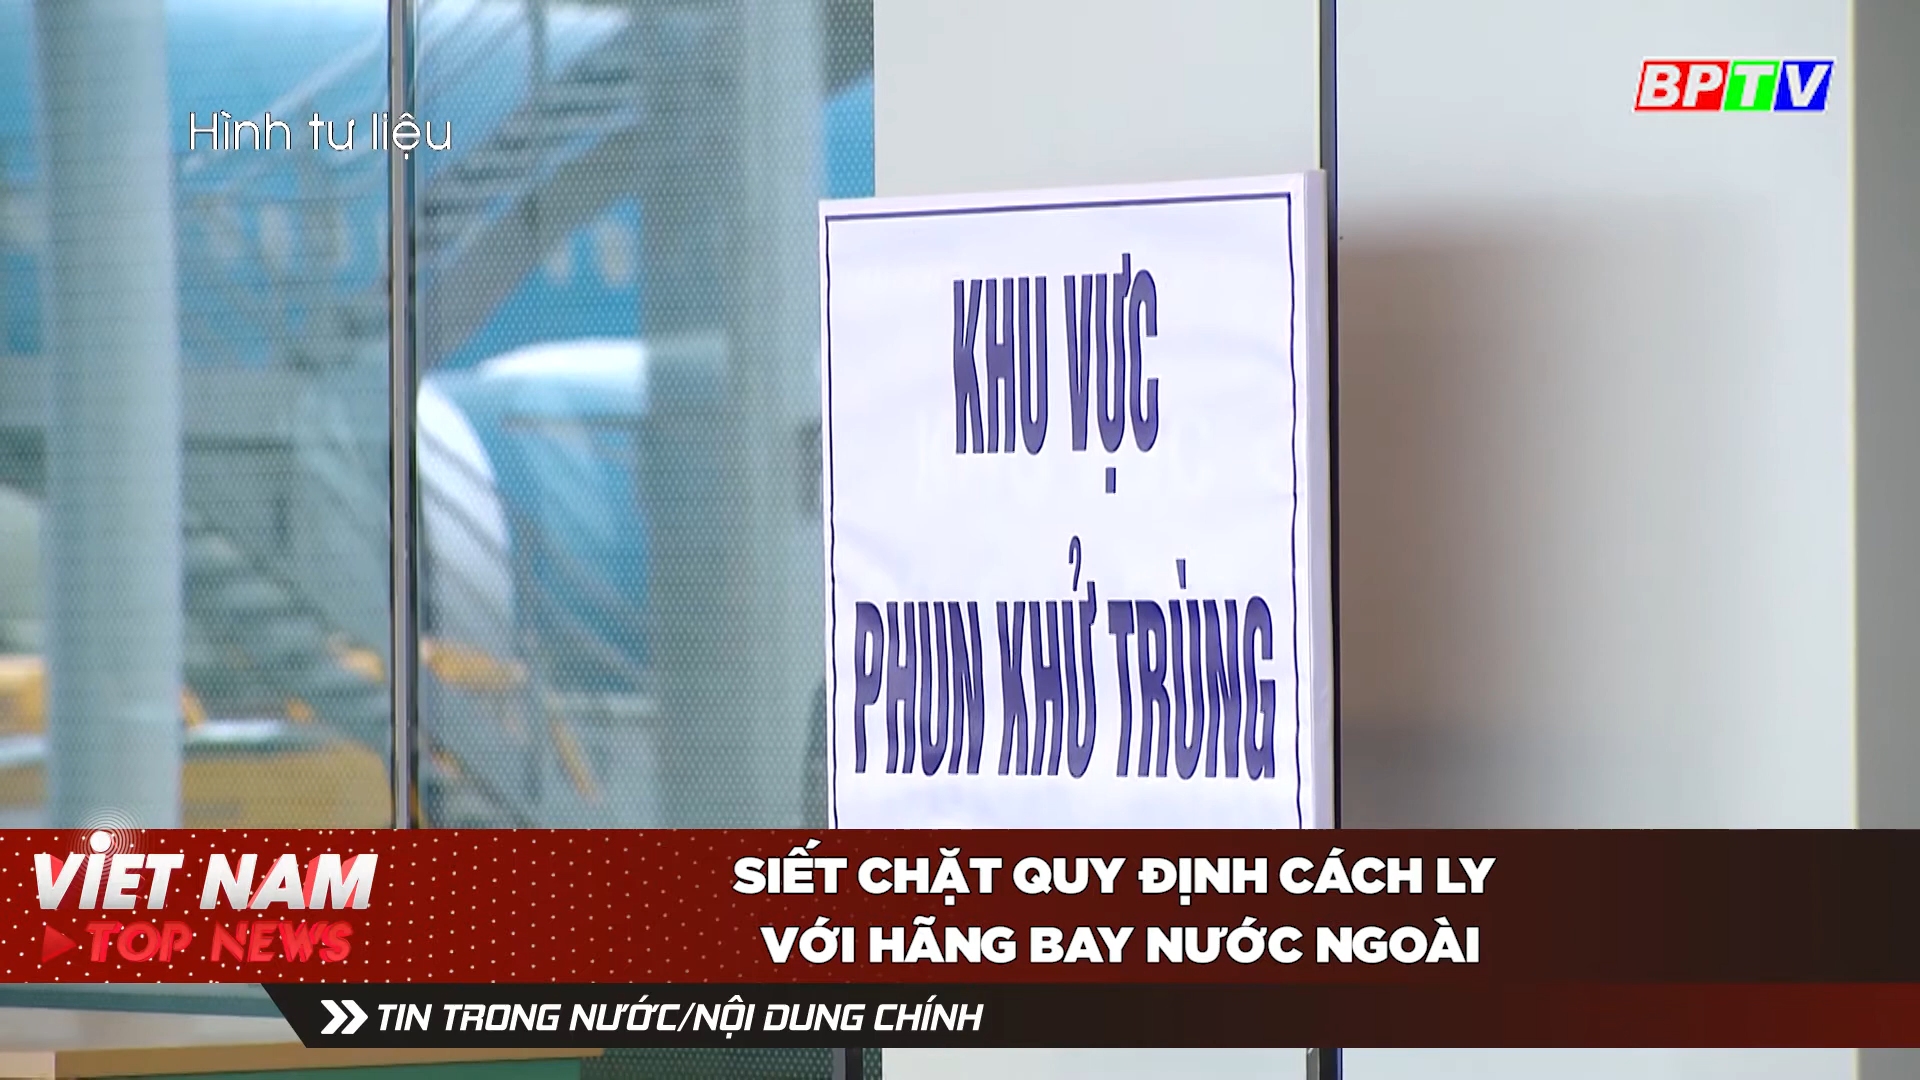 BPTV
Hình tư liệu
KHU VỰC
PHUN KHỬ TRÙNG
VIỆT NAM
TOP NEWS
SIẾT CHẶT QUY ĐỊNH CÁCH LY
VỚI HÃNG BAY NƯỚC NGOÀI
TIN TRONG NƯỚC/NỘI DUNG CHÍNH